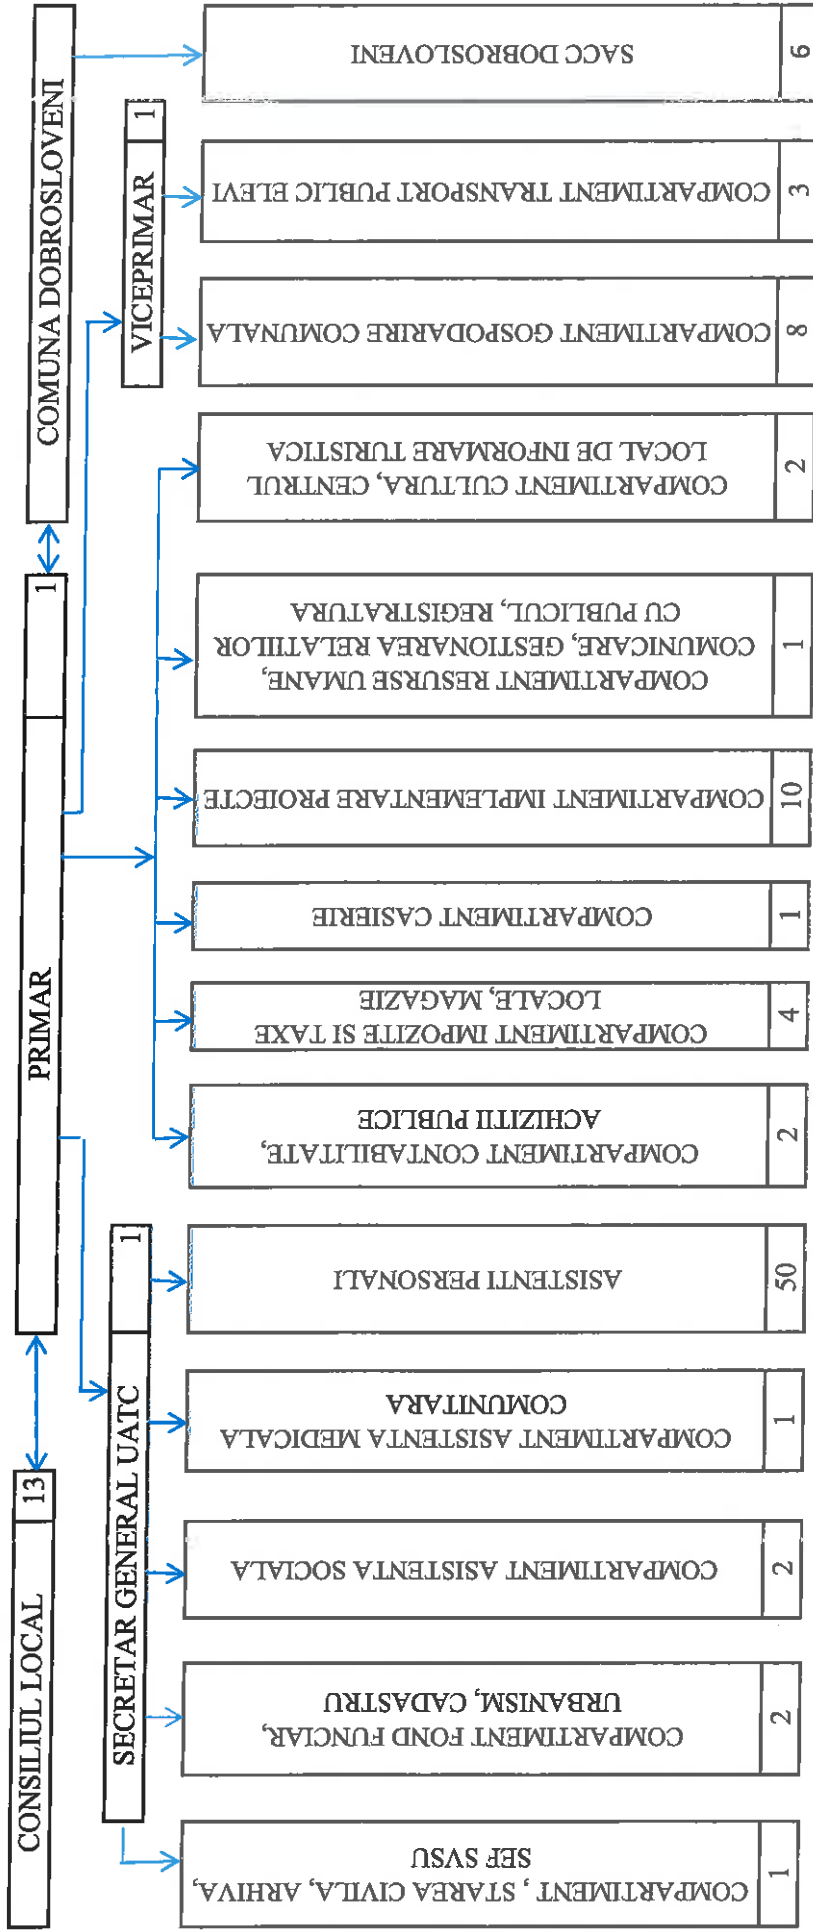 CONSILIUL LOCAL
13
PRIMAR
1
COMUNA DOBROSLOVENI
SECRETAR GENERAL UATC
1
VICEPRIMAR
1
COMPARTIMENT , STAREA CIVILA, ARHIVA,
SEF SVSU
1
COMPARTIMENT FOND FUNCIAR,
URBANISM, CADASTRU
2
COMPARTIMENT ASISTENTA SOCIALA
2
COMPARTIMENT ASISTENTA MEDICALA
COMUNITARA
1
ASISTENTI PERSONALI
50
COMPARTIMENT CONTABILITATE,
ACHIZITII PUBLICE
2
COMPARTIMENT IMPOZITE SI TAXE
LOCALE, MAGAZIE
4
COMPARTIMENT CASIERIE
1
COMPARTIMENT IMPLEMENTARE PROIECTE
10
COMPARTIMENT RESURSE UMANE,
COMUNICARE, GESTIONAREA RELATIILOR
CU PUBLICUL, REGISTRATURA
1
COMPARTIMENT CULTURA, CENTRUL
LOCAL DE INFORMARE TURISTICA
2
COMPARTIMENT GOSPODARIRE COMUNALA
8
COMPARTIMENT TRANSPORT PUBLIC ELEVI
3
SACC DOBROSLOVENI
6